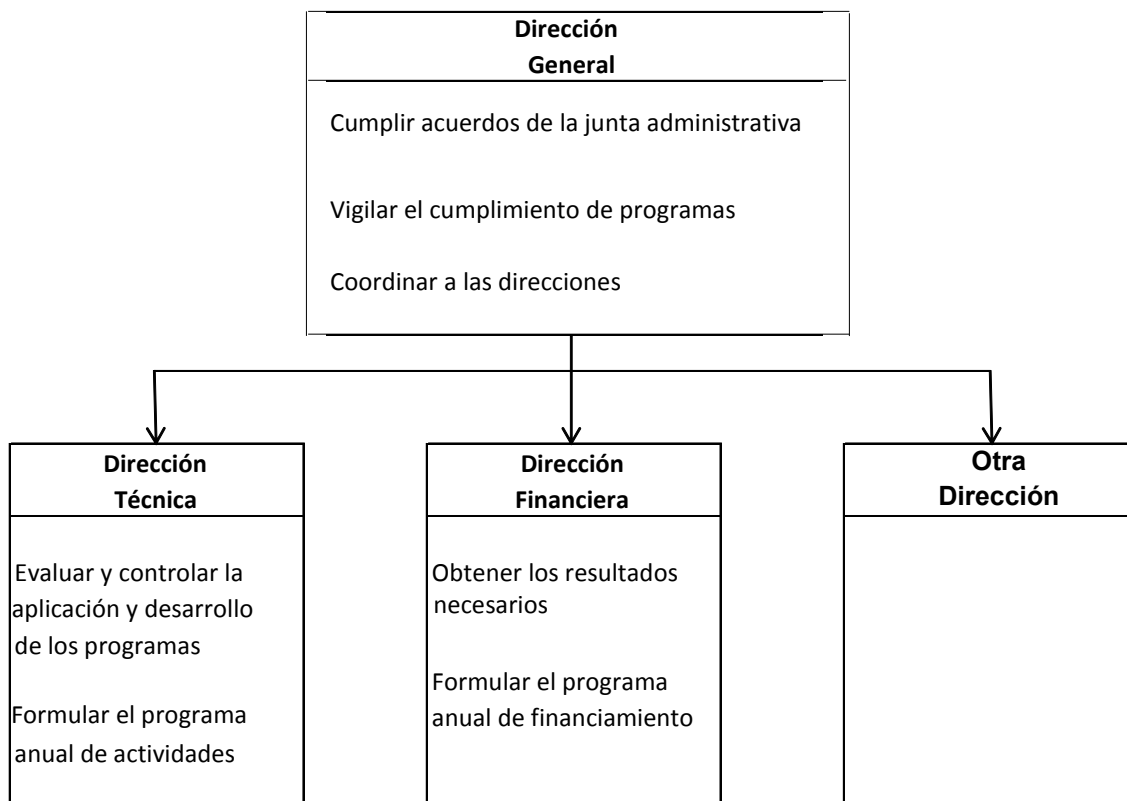 Dirección
General
Cumplir acuerdos de la junta administrativa
Vigilar el cumplimiento de programas
Coordinar a las direcciones
Dirección
Técnica
Evaluar y controlar la
aplicación y desarrollo
de los programas
Formular el programa
anual de actividades
Dirección
Financiera
Obtener los resultados
necesarios
Formular el programa
anual de financiamiento
Otra
Dirección